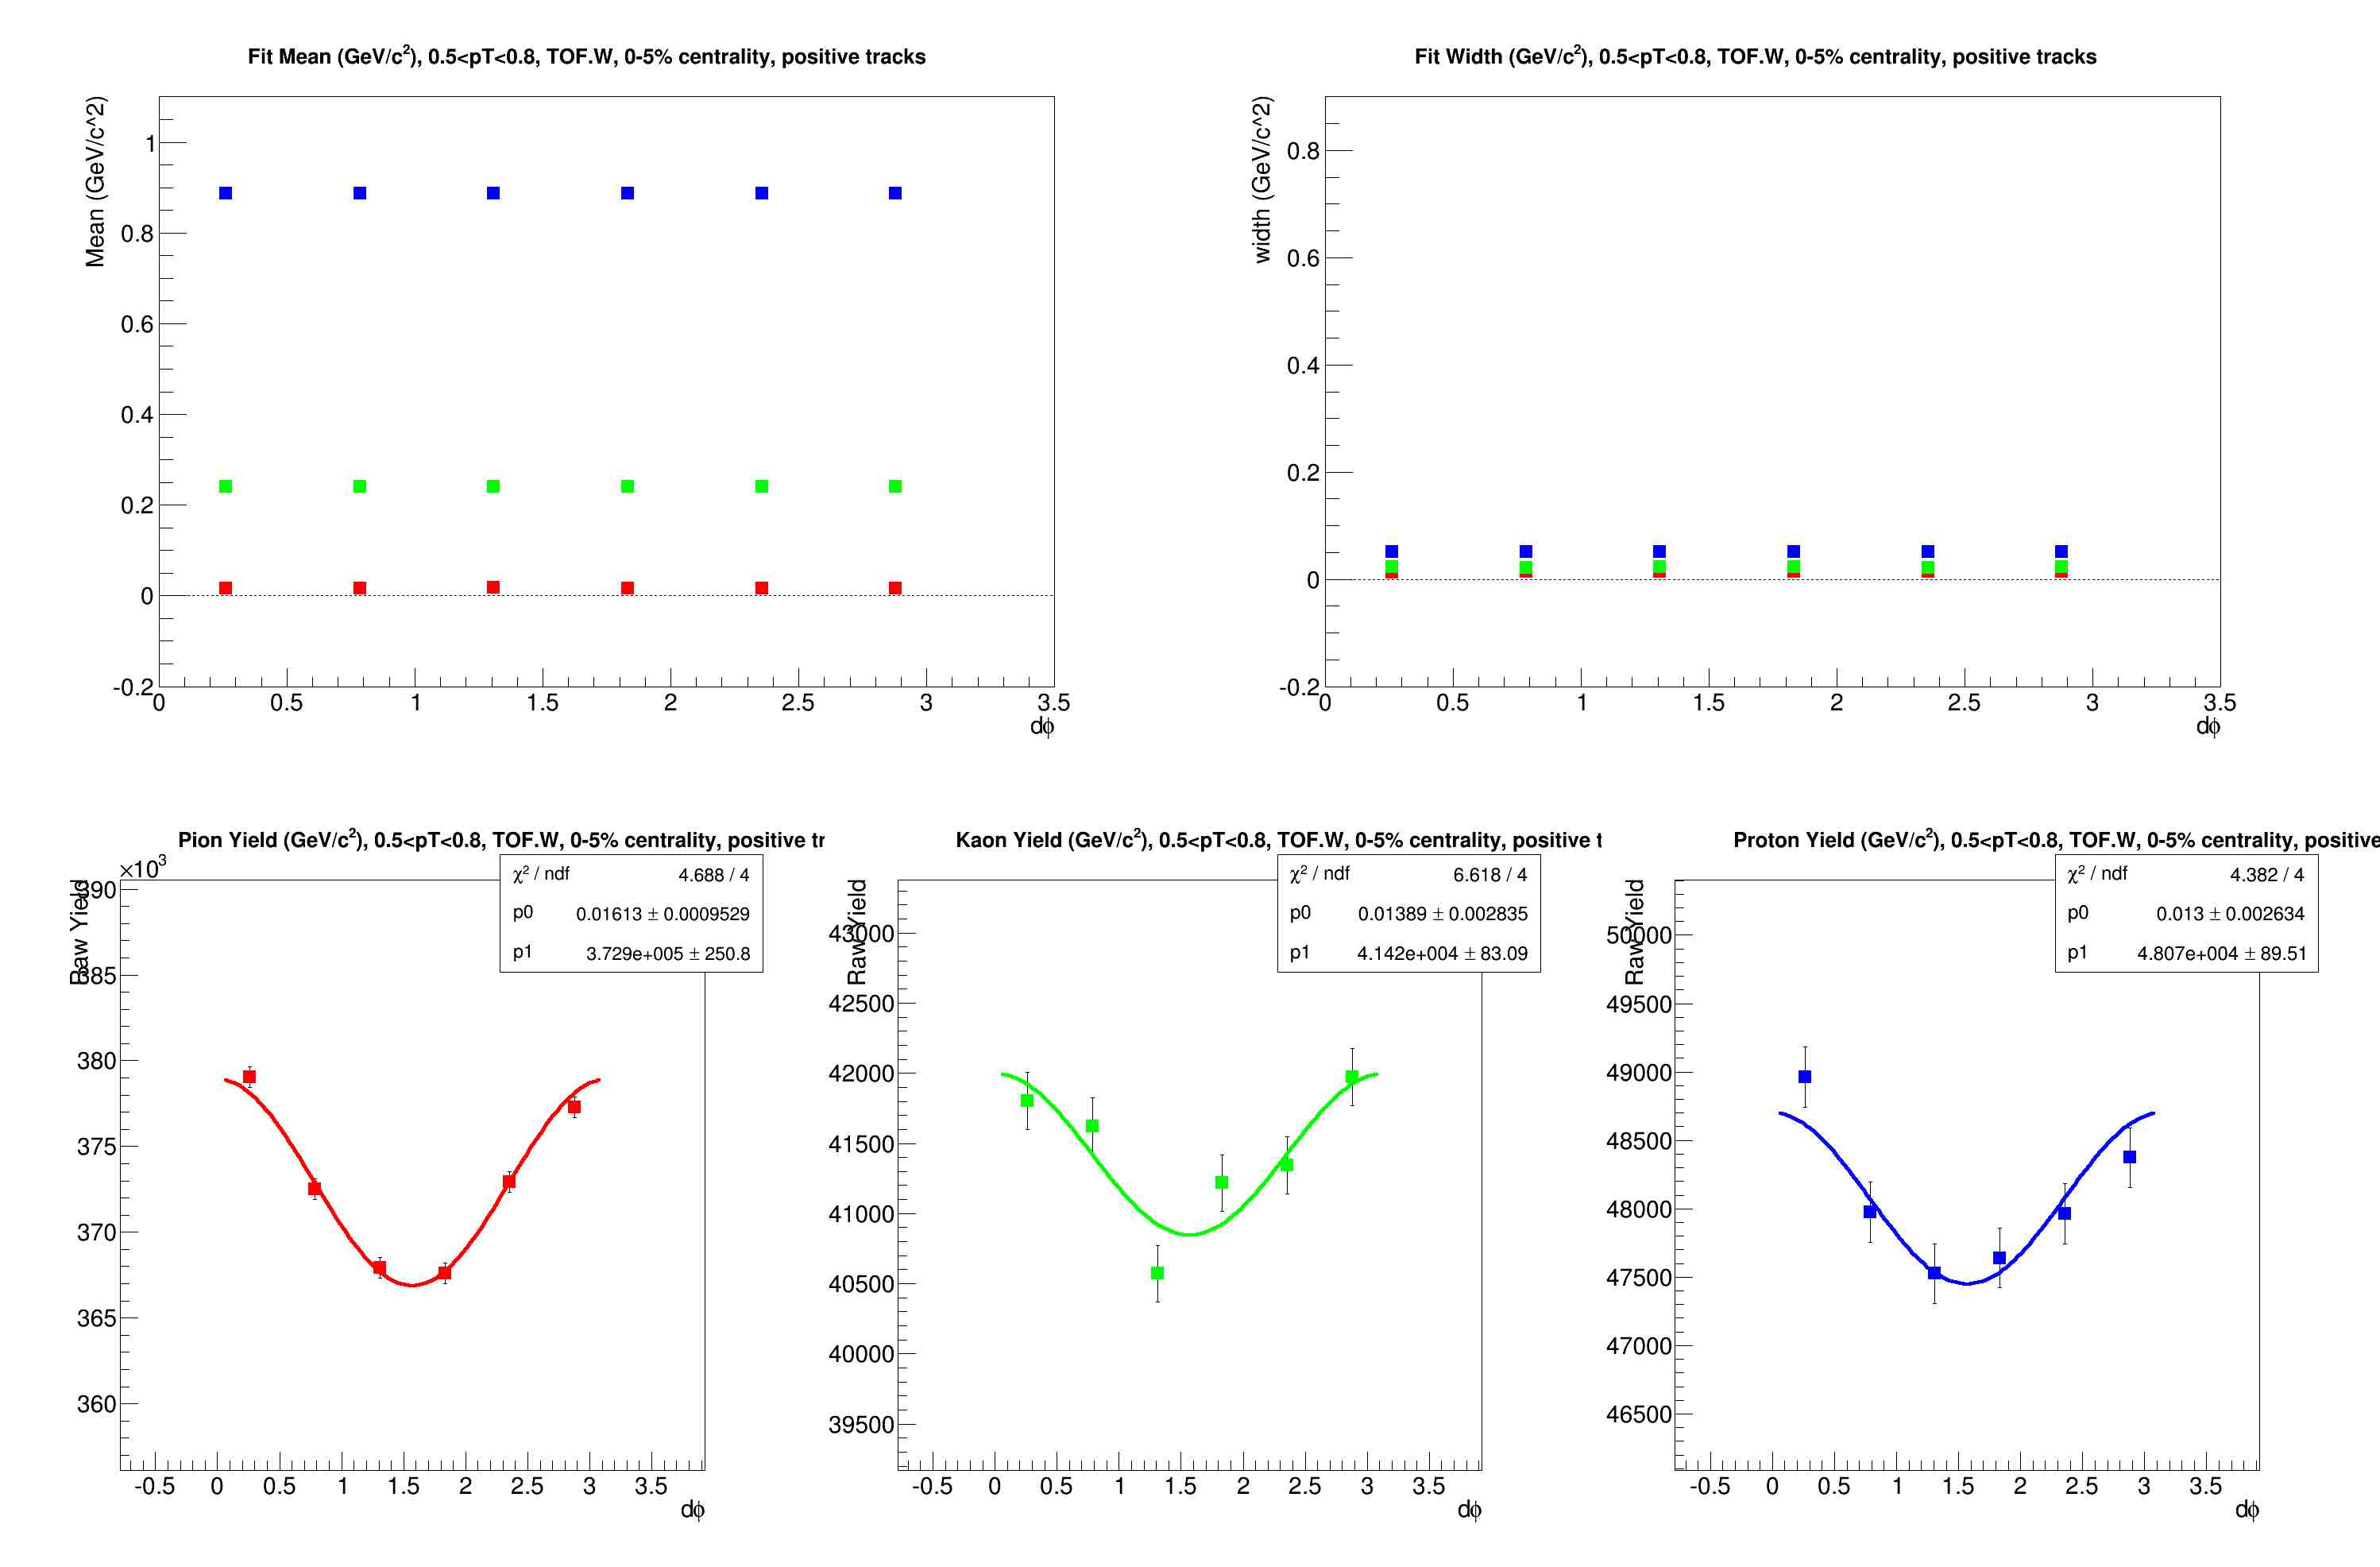 Fit Mean (GeV/c²), 0.5<pT<0.8, TOF.W, 0-5% centrality, positive tracks
Mean (GeV/c^2)
1
0.8
0.6
0.4
0.2
0
-0.2
0 0.5 1 1.5 2 2.5 3 3.5
dϕ
Fit Width (GeV/c²), 0.5<pT<0.8, TOF.W, 0-5% centrality, positive tracks
width (GeV/c^2)
0.8
0.6
0.4
0.2
0
-0.2
0 0.5 1 1.5 2 2.5 3 3.5
dϕ
Pion Yield (GeV/c²), 0.5<pT<0.8, TOF.W, 0-5% centrality, positive tr
×10³
Raw Yield
χ² / ndf 4.688 / 4
p0 0.01613 ± 0.0009529
p1 3.729e+005 ± 250.8
390
385
380
375
370
365
360
-0.5 0 0.5 1 1.5 2 2.5 3 3.5
dϕ
Kaon Yield (GeV/c²), 0.5<pT<0.8, TOF.W, 0-5% centrality, positive t
Raw Yield
χ² / ndf 6.618 / 4
p0 0.01389 ± 0.002835
p1 4.142e+004 ± 83.09
43000
42500
42000
41500
41000
40500
40000
39500
-0.5 0 0.5 1 1.5 2 2.5 3 3.5
dϕ
Proton Yield (GeV/c²), 0.5<pT<0.8, TOF.W, 0-5% centrality, positive
Raw Yield
χ² / ndf 4.382 / 4
p0 0.013 ± 0.002634
p1 4.807e+004 ± 89.51
50000
49500
49000
48500
48000
47500
47000
46500
-0.5 0 0.5 1 1.5 2 2.5 3 3.5
dϕ